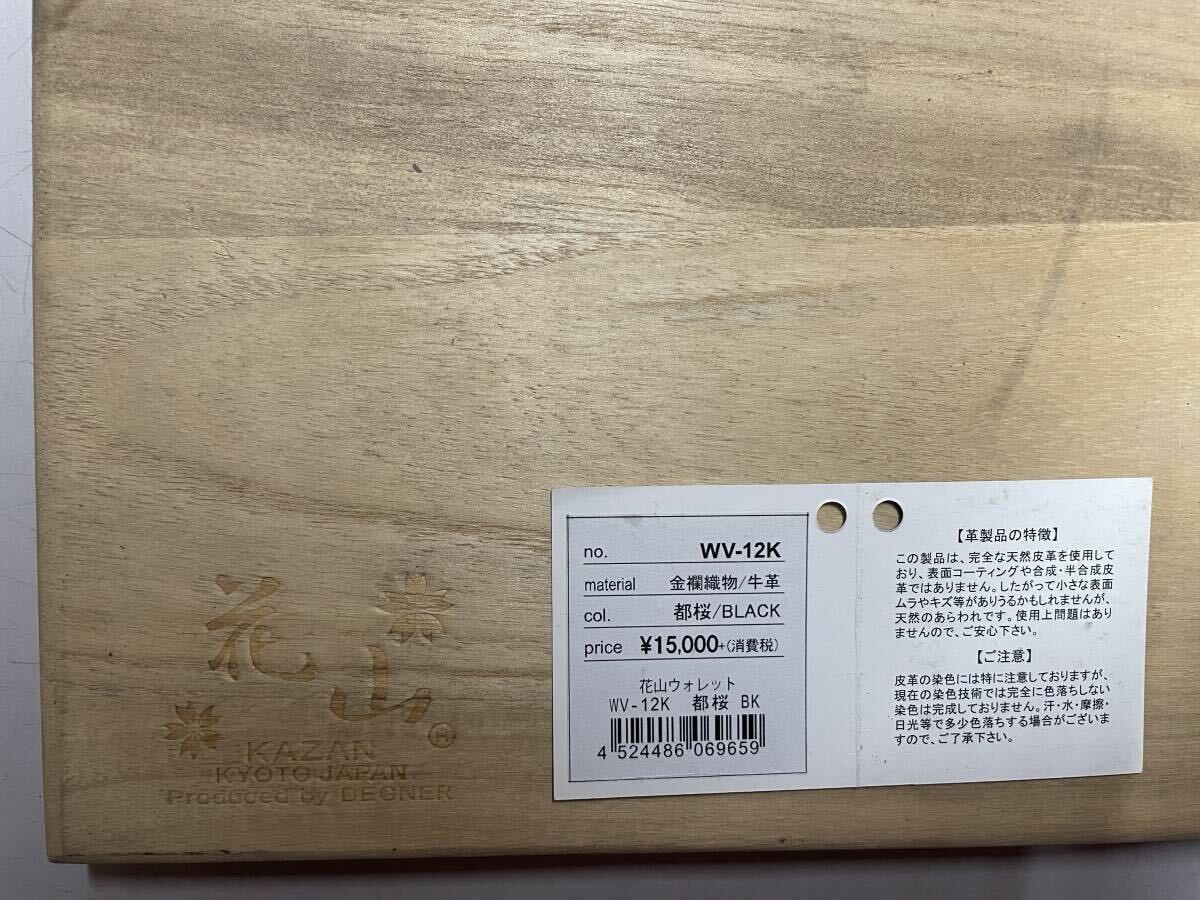 花山
KAZAN
®
KYOTO JAPAN
Produced by DEGNER
no. WV-12K
material 金襴織物/牛革
col. 都桜/BLACK
price ¥15,000+(消費税)
花山ウォレット
WV-12K 都桜 BK
4 524486 069659
【革製品の特徴】
この製品は、完全な天然皮革を使用して
おり、表面コーティングや合成・半合成皮
革ではありません。したがって小さな表面
ムラやキズ等がありうるかもしれませんが、
天然のあらわれです。使用上問題はあり
ませんので、ご安心下さい。
【ご注意】
皮革の染色には特に注意しておりますが、
現在の染色技術では完全に色落ちしない
染色は完成しておりません。汗・水・摩擦・
日光等で多少色落ちする場合がございま
すので、ご了承下さい。